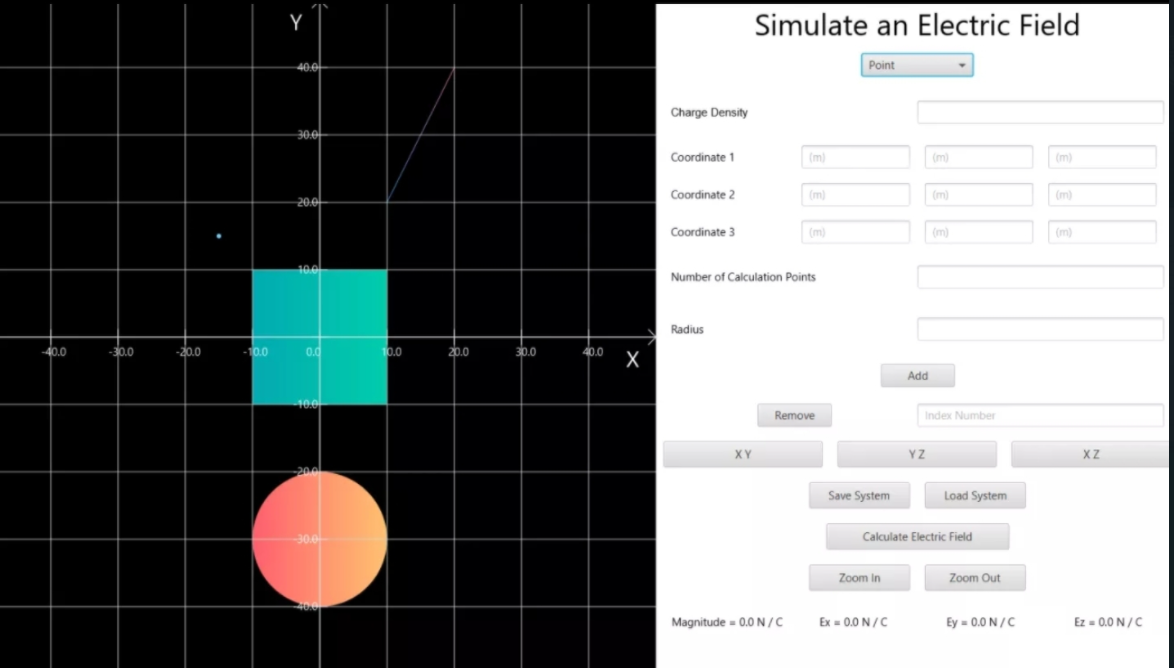 Y
40.0
30.0
20.0
10.0
-40.0 -30.0 -20.0 -10.0 0.0 10.0 20.0 30.0 40.0
X
-10.0
-20.0
-30.0
-40.0
Simulate an Electric Field
Point
Charge Density
Coordinate 1 (m) (m) (m)
Coordinate 2 (m) (m) (m)
Coordinate 3 (m) (m) (m)
Number of Calculation Points
Radius
Add
Remove Index Number
X Y Y Z X Z
Save System Load System
Calculate Electric Field
Zoom In Zoom Out
Magnitude = 0.0 N / C Ex = 0.0 N / C Ey = 0.0 N / C Ez = 0.0 N / C